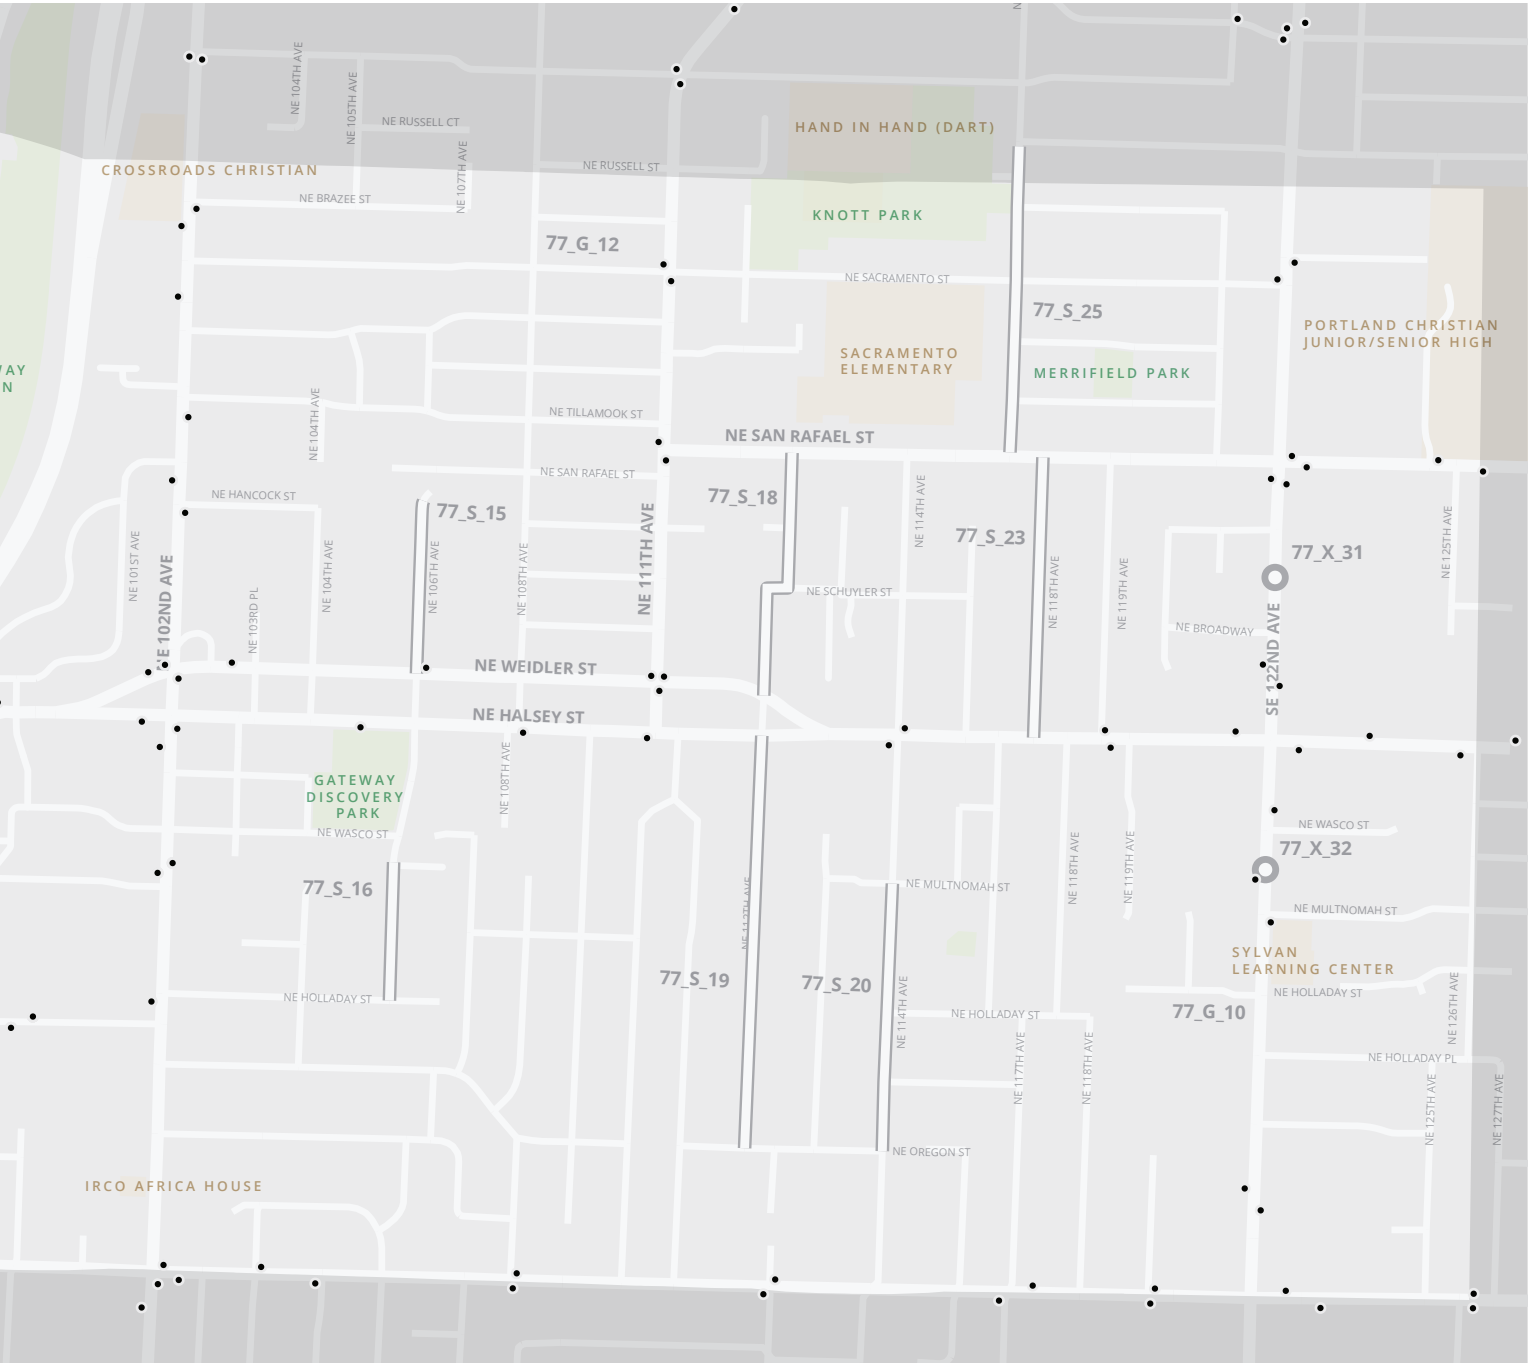 N
NE 104TH AVE
NE 105TH AVE
NE RUSSELL CT
HAND IN HAND (DART)
NE RUSSELL ST
CROSSROADS CHRISTIAN
NE 107TH AVE
NE BRAZEE ST
KNOTT PARK
77_G_12
NE SACRAMENTO ST
77_S_25
PORTLAND CHRISTIAN
JUNIOR/SENIOR HIGH
SACRAMENTO
ELEMENTARY
MERRIFIELD PARK
AY
N
NE 104TH AVE
NE TILLAMOOK ST
NE SAN RAFAEL ST
NE SAN RAFAEL ST
NE HANCOCK ST
77_S_15
77_S_18
NE 114TH AVE
77_S_23
77_X_31
NE 125TH AVE
NE 101ST AVE
NE 102ND AVE
NE 103RD PL
NE 104TH AVE
NE 106TH AVE
NE 108TH AVE
NE 111TH AVE
NE SCHUYLER ST
NE 118TH AVE
NE 119TH AVE
NE BROADWAY
SE 122ND AVE
NE WEIDLER ST
NE HALSEY ST
GATEWAY
DISCOVERY
PARK
NE 108TH AVE
NE WASCO ST
NE WASCO ST
77_X_32
77_S_16
NE 112TH AVE
NE MULTNOMAH ST
NE 118TH AVE
NE 119TH AVE
NE MULTNOMAH ST
SYLVAN
LEARNING CENTER
77_S_19
77_S_20
NE HOLLADAY ST
NE 114TH AVE
NE HOLLADAY ST
77_G_10
NE HOLLADAY ST
NE 126TH AVE
NE 117TH AVE
NE 118TH AVE
NE HOLLADAY PL
NE 125TH AVE
NE 127TH AVE
NE OREGON ST
IRCO AFRICA HOUSE